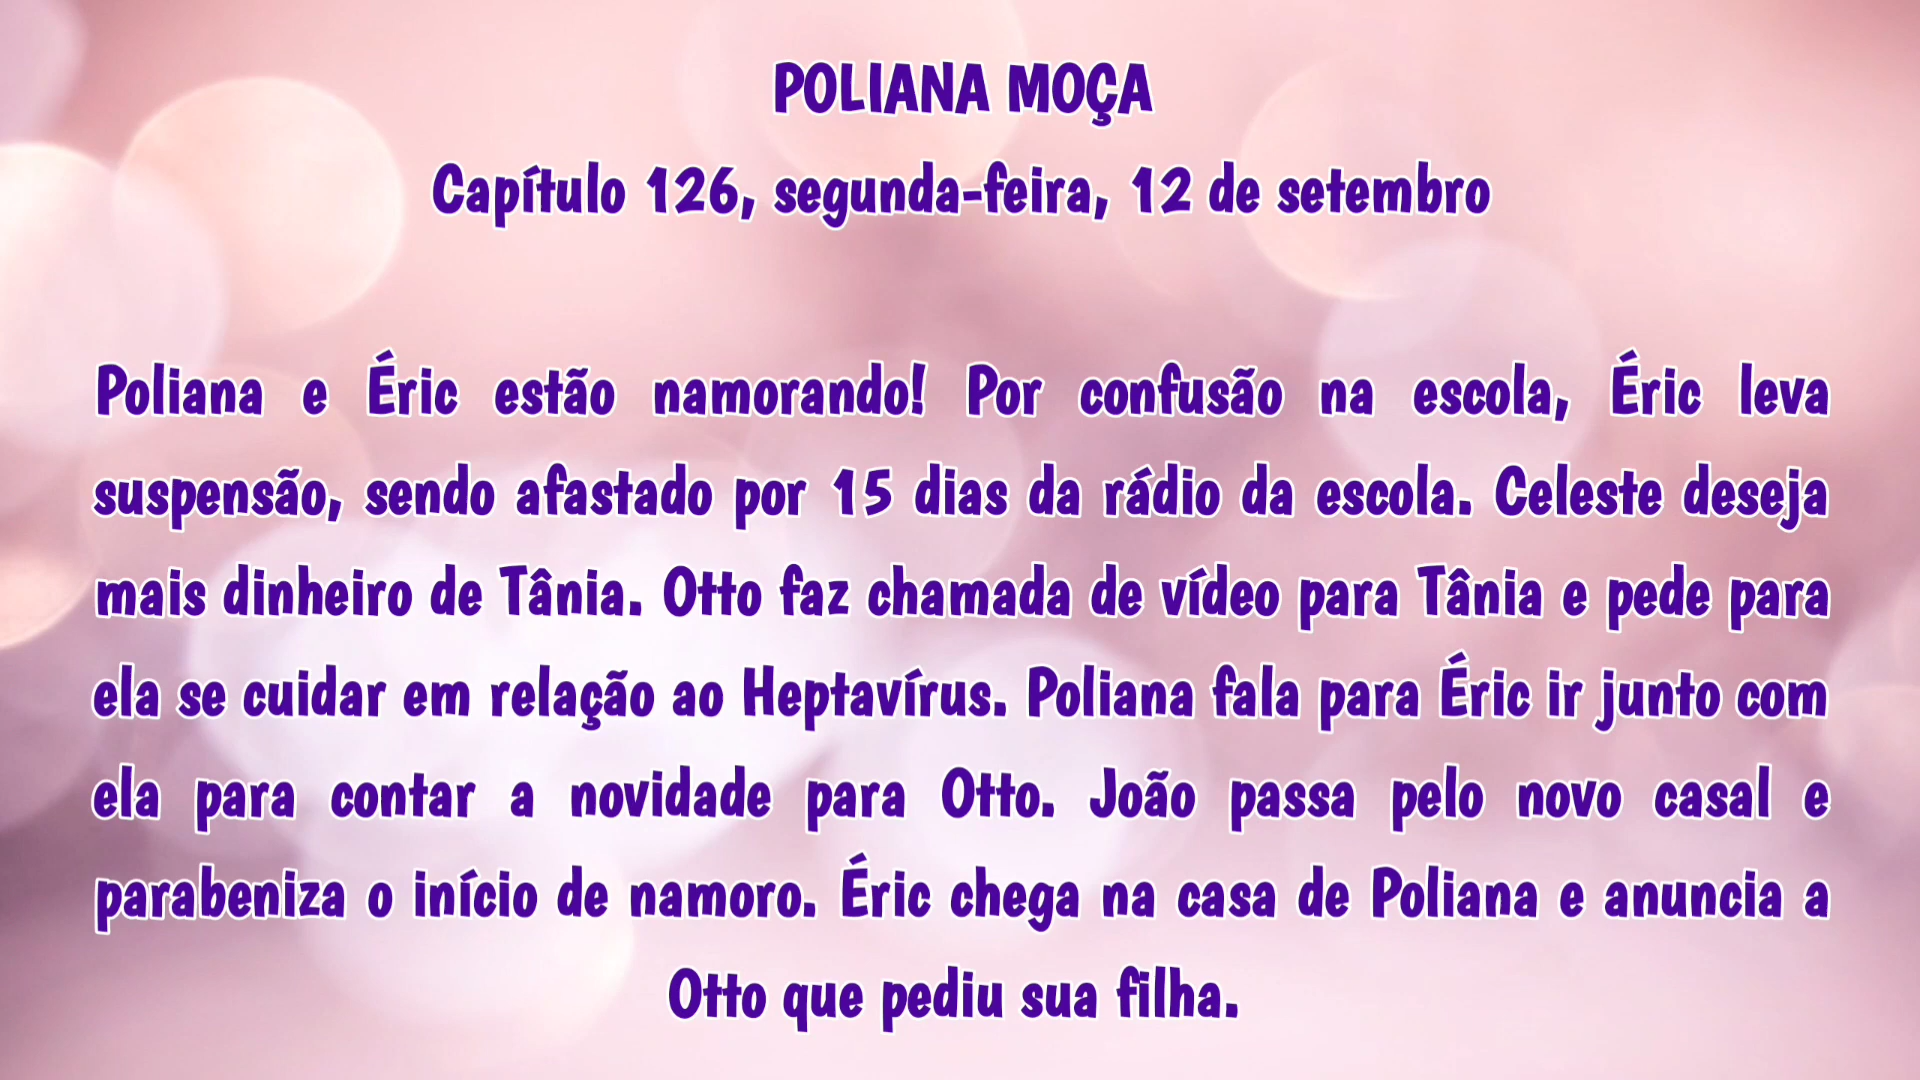 POLIANA MOÇA
Capítulo 126, segunda-feira, 12 de setembro
Poliana e Éric estão namorando! Por confusão na escola, Éric leva
suspensão, sendo afastado por 15 dias da rádio da escola. Celeste deseja
mais dinheiro de Tânia. Otto faz chamada de vídeo para Tânia e pede para
ela se cuidar em relação ao Heptavírus. Poliana fala para Éric ir junto com
ela para contar a novidade para Otto. João passa pelo novo casal e
parabeniza o início de namoro. Éric chega na casa de Poliana e anuncia a
Otto que pediu sua filha.